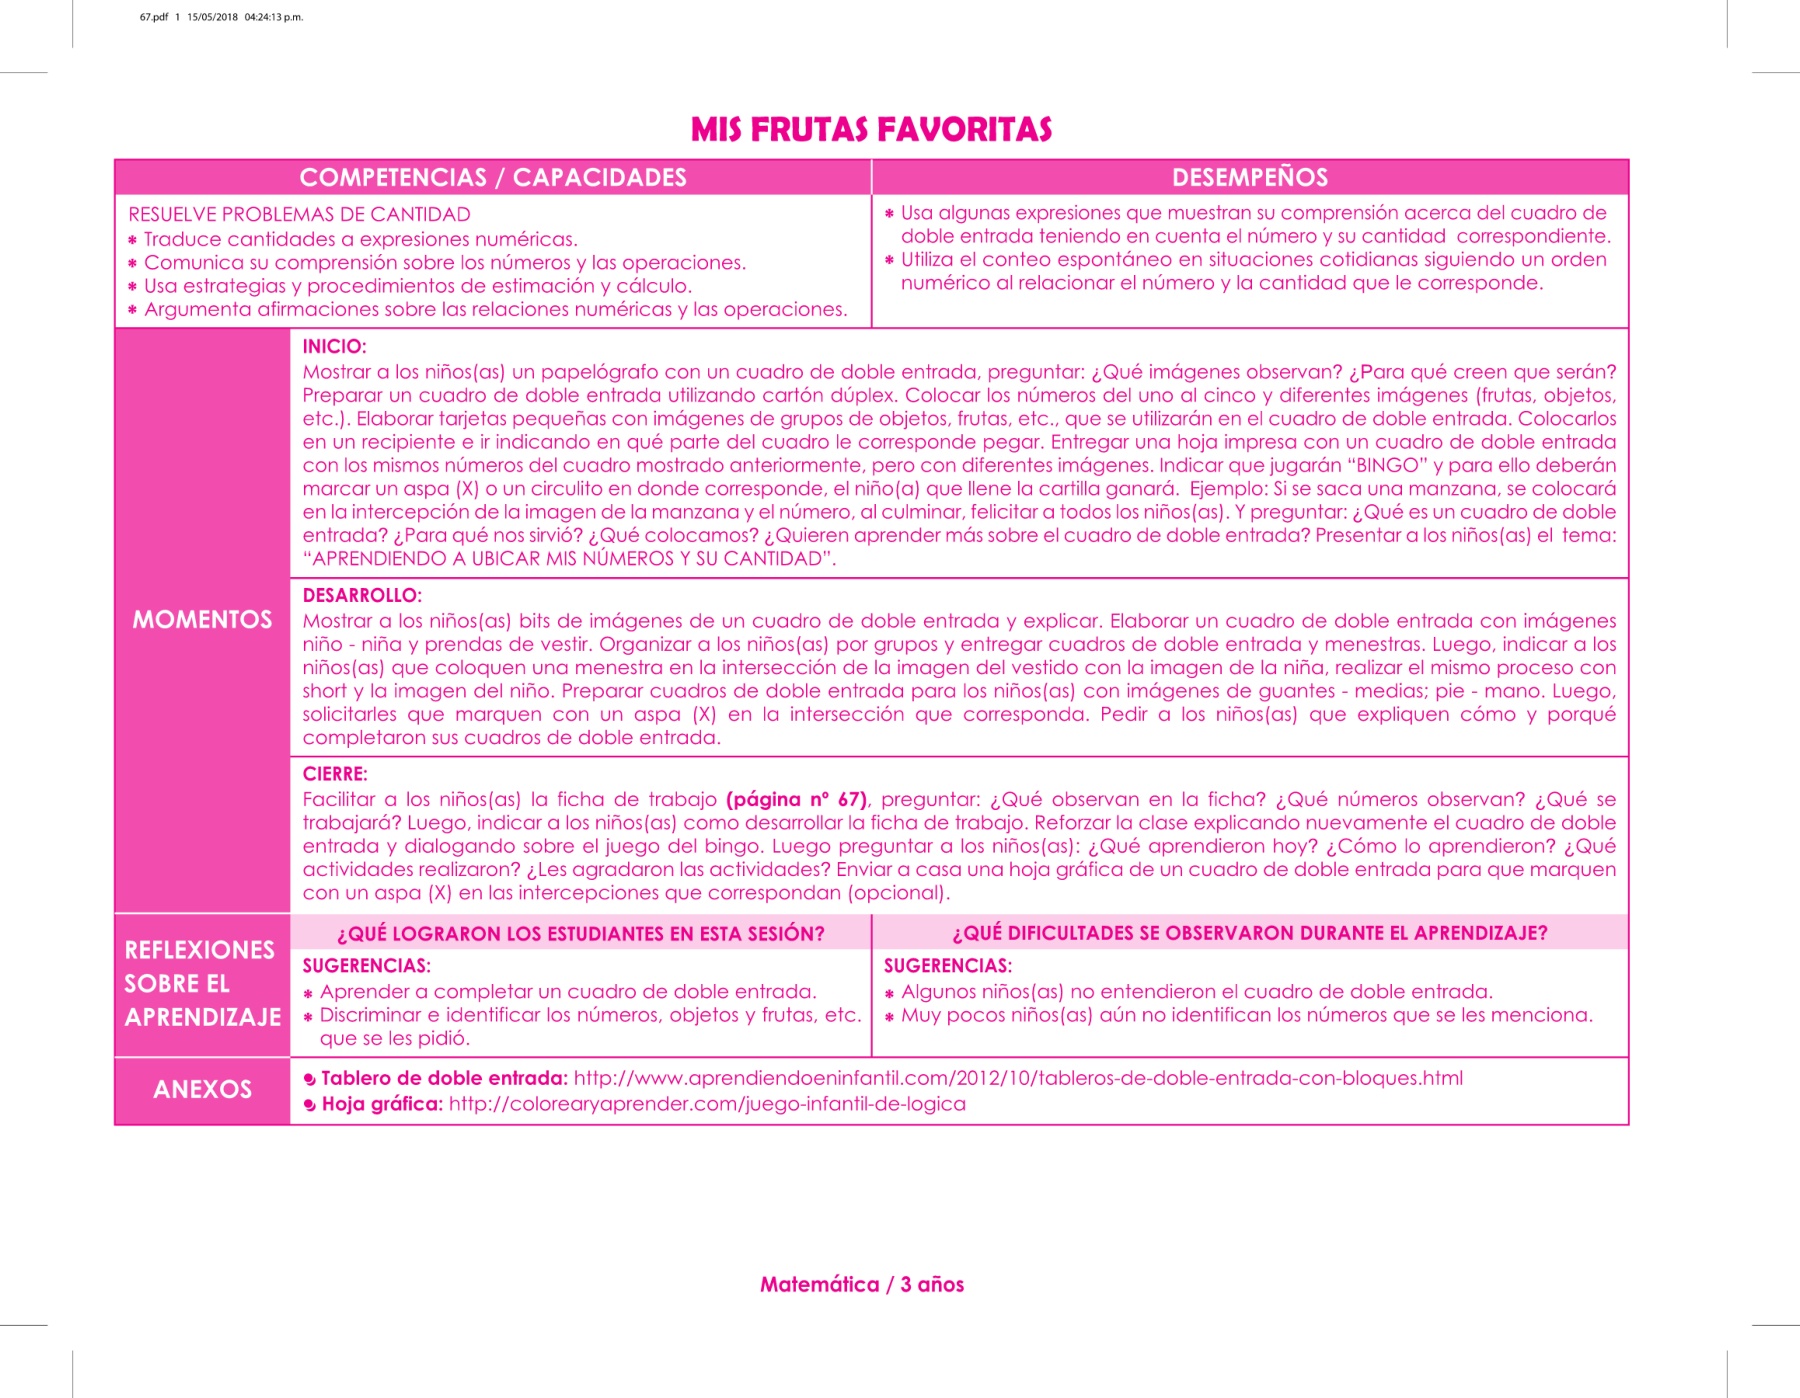 67.pdf 1 15/05/2018 04:24:13 p.m.
MIS FRUTAS FAVORITAS
COMPETENCIAS / CAPACIDADES
DESEMPEÑOS
RESUELVE PROBLEMAS DE CANTIDAD
* Traduce cantidades a expresiones numéricas.
* Comunica su comprensión sobre los números y las operaciones.
* Usa estrategias y procedimientos de estimación y cálculo.
* Argumenta afirmaciones sobre las relaciones numéricas y las operaciones.
* Usa algunas expresiones que muestran su comprensión acerca del cuadro de
doble entrada teniendo en cuenta el número y su cantidad correspondiente.
* Utiliza el conteo espontáneo en situaciones cotidianas siguiendo un orden
numérico al relacionar el número y la cantidad que le corresponde.
MOMENTOS
INICIO:
Mostrar a los niños(as) un papelógrafo con un cuadro de doble entrada, preguntar: ¿Qué imágenes observan? ¿Para qué creen que serán?
Preparar un cuadro de doble entrada utilizando cartón dúplex. Colocar los números del uno al cinco y diferentes imágenes (frutas, objetos,
etc.). Elaborar tarjetas pequeñas con imágenes de grupos de objetos, frutas, etc., que se utilizarán en el cuadro de doble entrada. Colocarlos
en un recipiente e ir indicando en qué parte del cuadro le corresponde pegar. Entregar una hoja impresa con un cuadro de doble entrada
con los mismos números del cuadro mostrado anteriormente, pero con diferentes imágenes. Indicar que jugarán “BINGO” y para ello deberán
marcar un aspa (X) o un circulito en donde corresponde, el niño(a) que llene la cartilla ganará. Ejemplo: Si se saca una manzana, se colocará
en la intercepción de la imagen de la manzana y el número, al culminar, felicitar a todos los niños(as). Y preguntar: ¿Qué es un cuadro de doble
entrada? ¿Para qué nos sirvió? ¿Qué colocamos? ¿Quieren aprender más sobre el cuadro de doble entrada? Presentar a los niños(as) el tema:
“APRENDIENDO A UBICAR MIS NÚMEROS Y SU CANTIDAD”.
DESARROLLO:
Mostrar a los niños(as) bits de imágenes de un cuadro de doble entrada y explicar. Elaborar un cuadro de doble entrada con imágenes
niño - niña y prendas de vestir. Organizar a los niños(as) por grupos y entregar cuadros de doble entrada y menestras. Luego, indicar a los
niños(as) que coloquen una menestra en la intersección de la imagen del vestido con la imagen de la niña, realizar el mismo proceso con
short y la imagen del niño. Preparar cuadros de doble entrada para los niños(as) con imágenes de guantes - medias; pie - mano. Luego,
solicitarles que marquen con un aspa (X) en la intersección que corresponda. Pedir a los niños(as) que expliquen cómo y porqué
completaron sus cuadros de doble entrada.
CIERRE:
Facilitar a los niños(as) la ficha de trabajo (página nº 67), preguntar: ¿Qué observan en la ficha? ¿Qué números observan? ¿Qué se
trabajará? Luego, indicar a los niños(as) como desarrollar la ficha de trabajo. Reforzar la clase explicando nuevamente el cuadro de doble
entrada y dialogando sobre el juego del bingo. Luego preguntar a los niños(as): ¿Qué aprendieron hoy? ¿Cómo lo aprendieron? ¿Qué
actividades realizaron? ¿Les agradaron las actividades? Enviar a casa una hoja gráfica de un cuadro de doble entrada para que marquen
con un aspa (X) en las intercepciones que correspondan (opcional).
REFLEXIONES
SOBRE EL
APRENDIZAJE
¿QUÉ LOGRARON LOS ESTUDIANTES EN ESTA SESIÓN?
SUGERENCIAS:
* Aprender a completar un cuadro de doble entrada.
* Discriminar e identificar los números, objetos y frutas, etc.
que se les pidió.
¿QUÉ DIFICULTADES SE OBSERVARON DURANTE EL APRENDIZAJE?
SUGERENCIAS:
* Algunos niños(as) no entendieron el cuadro de doble entrada.
* Muy pocos niños(as) aún no identifican los números que se les menciona.
ANEXOS
Tablero de doble entrada: http://www.aprendiendoeninfantil.com/2012/10/tableros-de-doble-entrada-con-bloques.html
Hoja gráfica: http://colorearyaprender.com/juego-infantil-de-logica
Matemática / 3 años